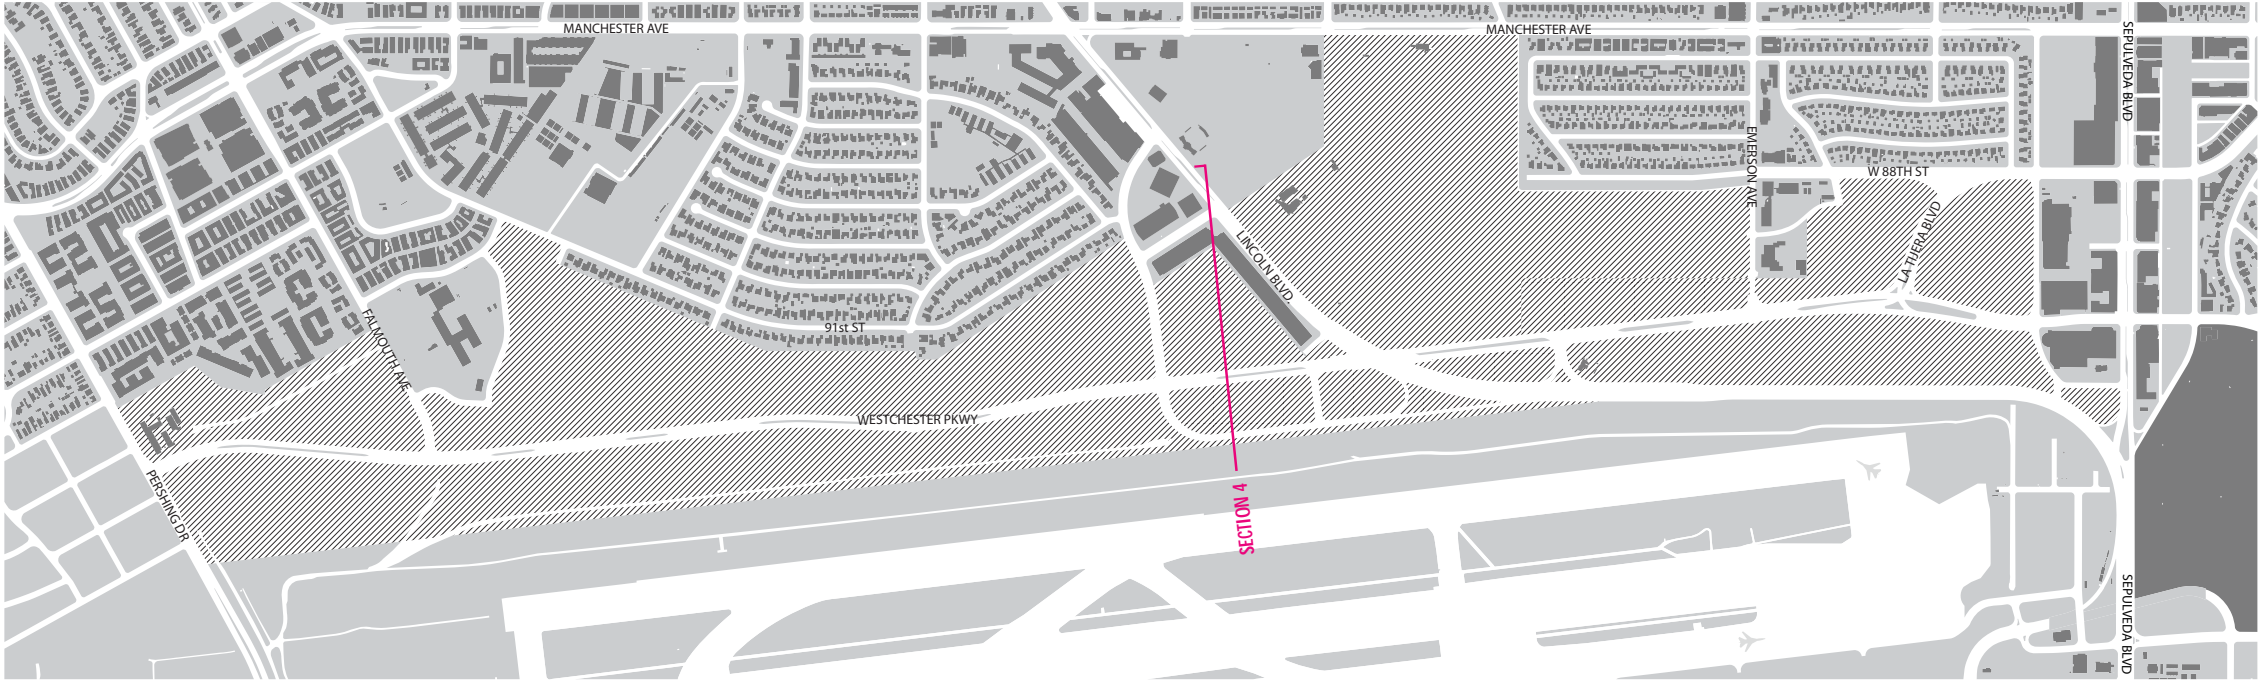 MANCHESTER AVE
MANCHESTER AVE
SEPULVEDA BLVD
EMERSON AVE
W 88TH ST
LA TIJERA BLVD
LINCOLN BLVD.
91st ST
FALMOUTH AVE
WESTCHESTER PKWY
PERSHING DR
SECTION 4
SEPULVEDA BLVD